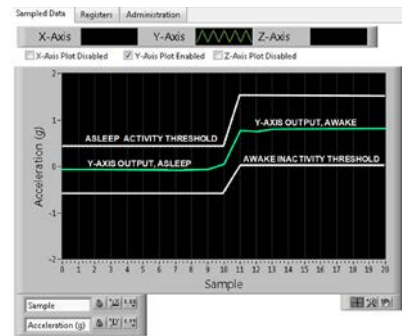 Sampled Data Registers Administration
X-Axis Y-Axis Z-Axis
X-Axis Plot Disabled Y-Axis Plot Enabled Z-Axis Plot Disabled
2
1
0
-1
-2
Acceleration (g)
ASLEEP ACTIVITY THRESHOLD
Y-AXIS OUTPUT, AWAKE
Y-AXIS OUTPUT, ASLEEP
AWAKE INACTIVITY THRESHOLD
0 1 2 3 4 5 6 7 8 9 10 11 12 13 14 15 16 17 18 19 20
Sample
Sample
Acceleration (g)